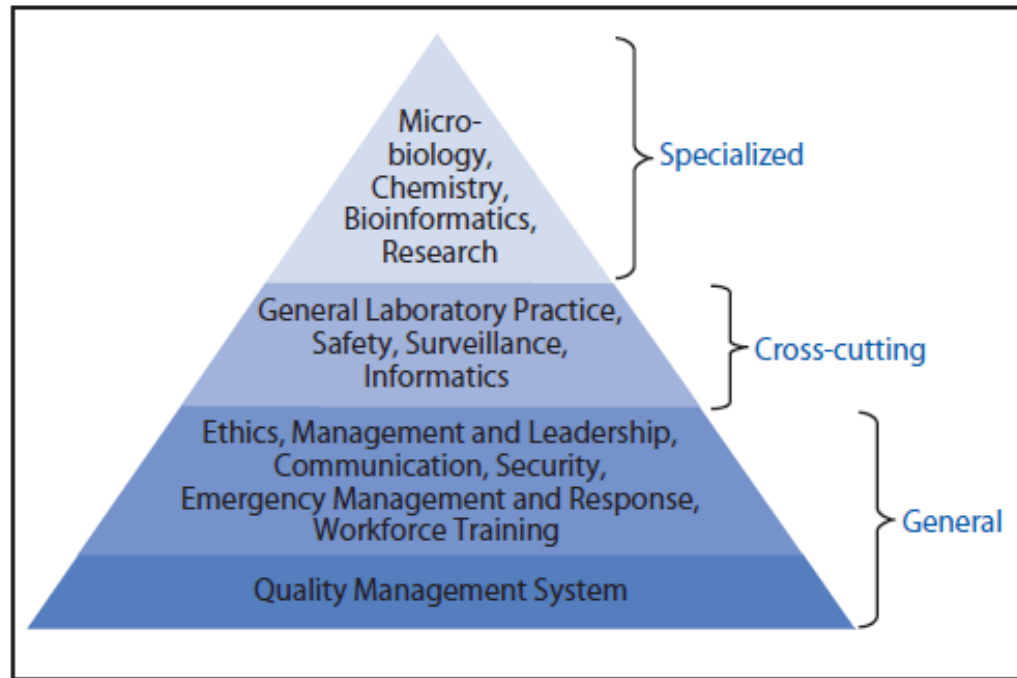 Micro-
biology,
Chemistry,
Bioinformatics,
Research
Specialized
General Laboratory Practice,
Safety, Surveillance,
Informatics
Cross-cutting
Ethics, Management and Leadership,
Communication, Security,
Emergency Management and Response,
Workforce Training
General
Quality Management System